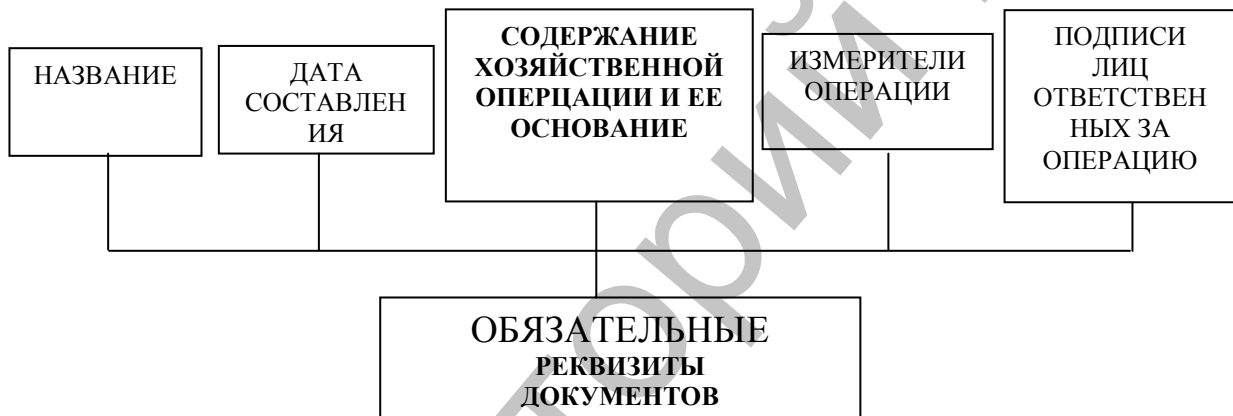 НАЗВАНИЕ
ДАТА
СОСТАВЛЕН
ИЯ
СОДЕРЖАНИЕ
ХОЗЯЙСТВЕННОЙ
ОПЕРЦАЦИИ И ЕЕ
ОСНОВАНИЕ
ИЗМЕРИТЕЛИ
ОПЕРАЦИИ
ПОДПИСИ
ЛИЦ
ОТВЕТСТВЕН
НЫХ ЗА
ОПЕРАЦИЮ
ОБЯЗАТЕЛЬНЫЕ
РЕКВИЗИТЫ
ДОКУМЕНТОВ